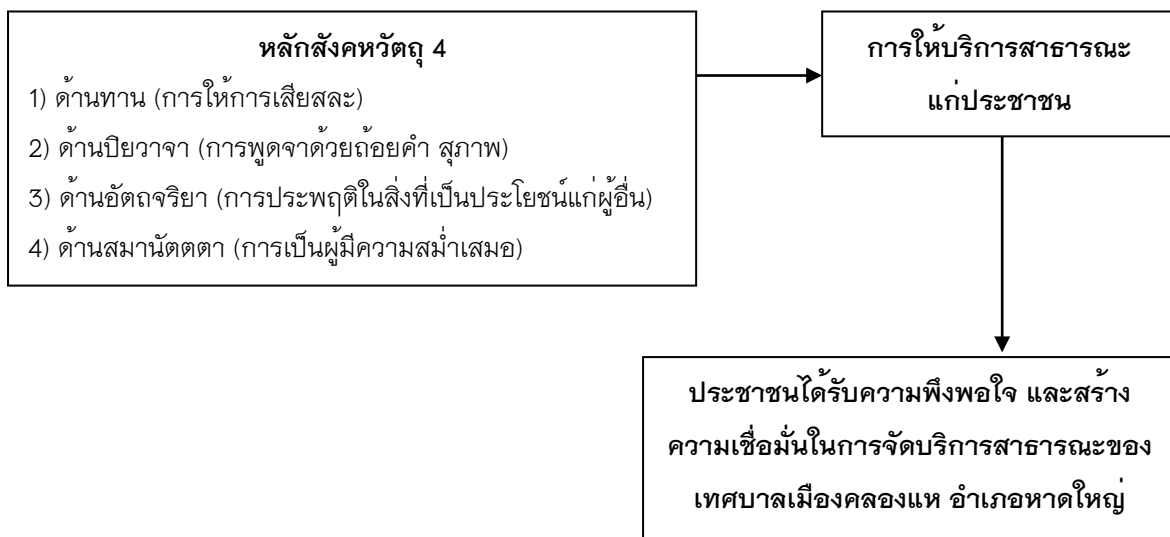 หลักสังคหวัตถุ 4
1) ด้านทาน (การให้การเสียสละ)
2) ด้านปิยวาจา (การพูดจาด้วยถ้อยคำ สุภาพ)
3) ด้านอัตถจริยา (การประพฤติในสิ่งที่เป็นประโยชน์แก่ผู้อื่น)
4) ด้านสมานัตตตา (การเป็นผู้มีความสม่ำเสมอ)
การให้บริการสาธารณะ
แก่ประชาชน
ประชาชนได้รับความพึงพอใจ และสร้าง
ความเชื่อมั่นในการจัดบริการสาธารณะของ
เทศบาลเมืองคลองแห อำเภอหาดใหญ่